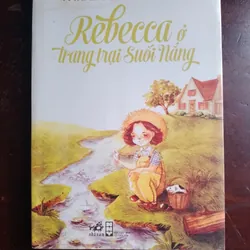 Rebecca ở
Trang trại Suối Nắng